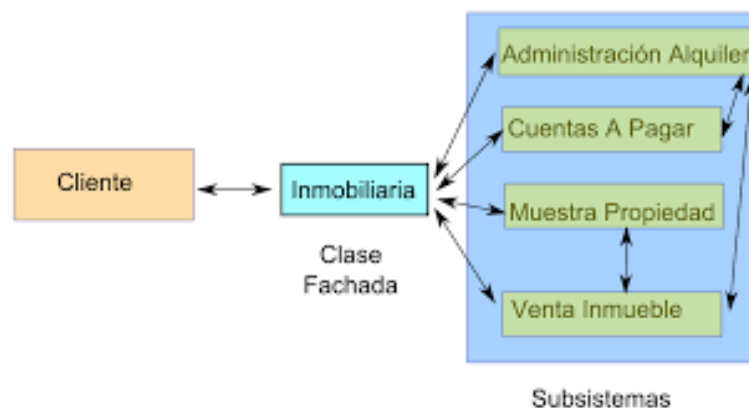 Administración Alquiler
Cuentas A Pagar
Cliente
Inmobiliaria
Muestra Propiedad
Clase
Fachada
Venta Inmueble
Subsistemas